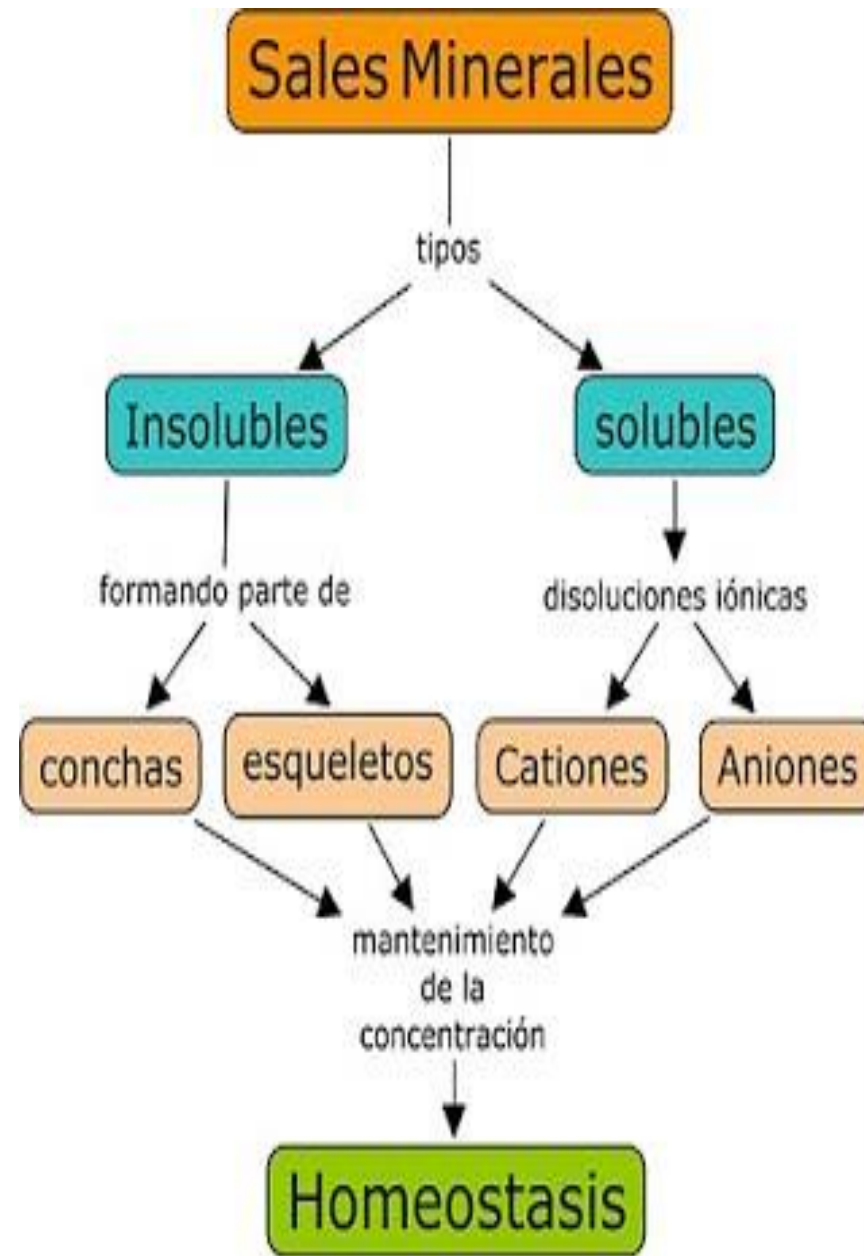 Sales Minerales
tipos
Insolubles
solubles
formando parte de
disoluciones iónicas
conchas
esqueletos
Cationes
Aniones
mantenimiento
de la
concentración
Homeostasis